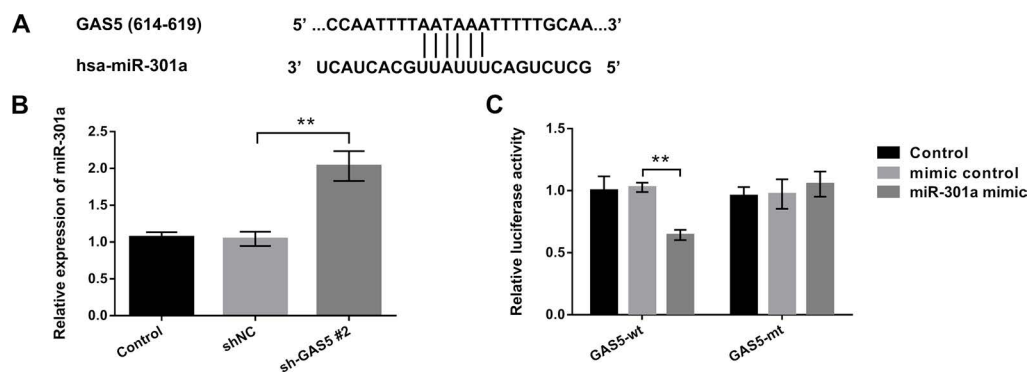 A
GAS5 (614-619) 5’ ...CCAATTTTAATAAATTTTTGCAA...3’
hsa-miR-301a 3’ UCAUCACGUUAUUUCAGUCUCG 5’
B
Relative expression of miR-301a
2.5
2.0
1.5
1.0
0.5
0.0
**
Control
shNC
sh-GAS5 #2
C
Relative luciferase activity
1.5
1.0
0.5
0.0
**
GAS5-wt
GAS5-mt
Control
mimic control
miR-301a mimic